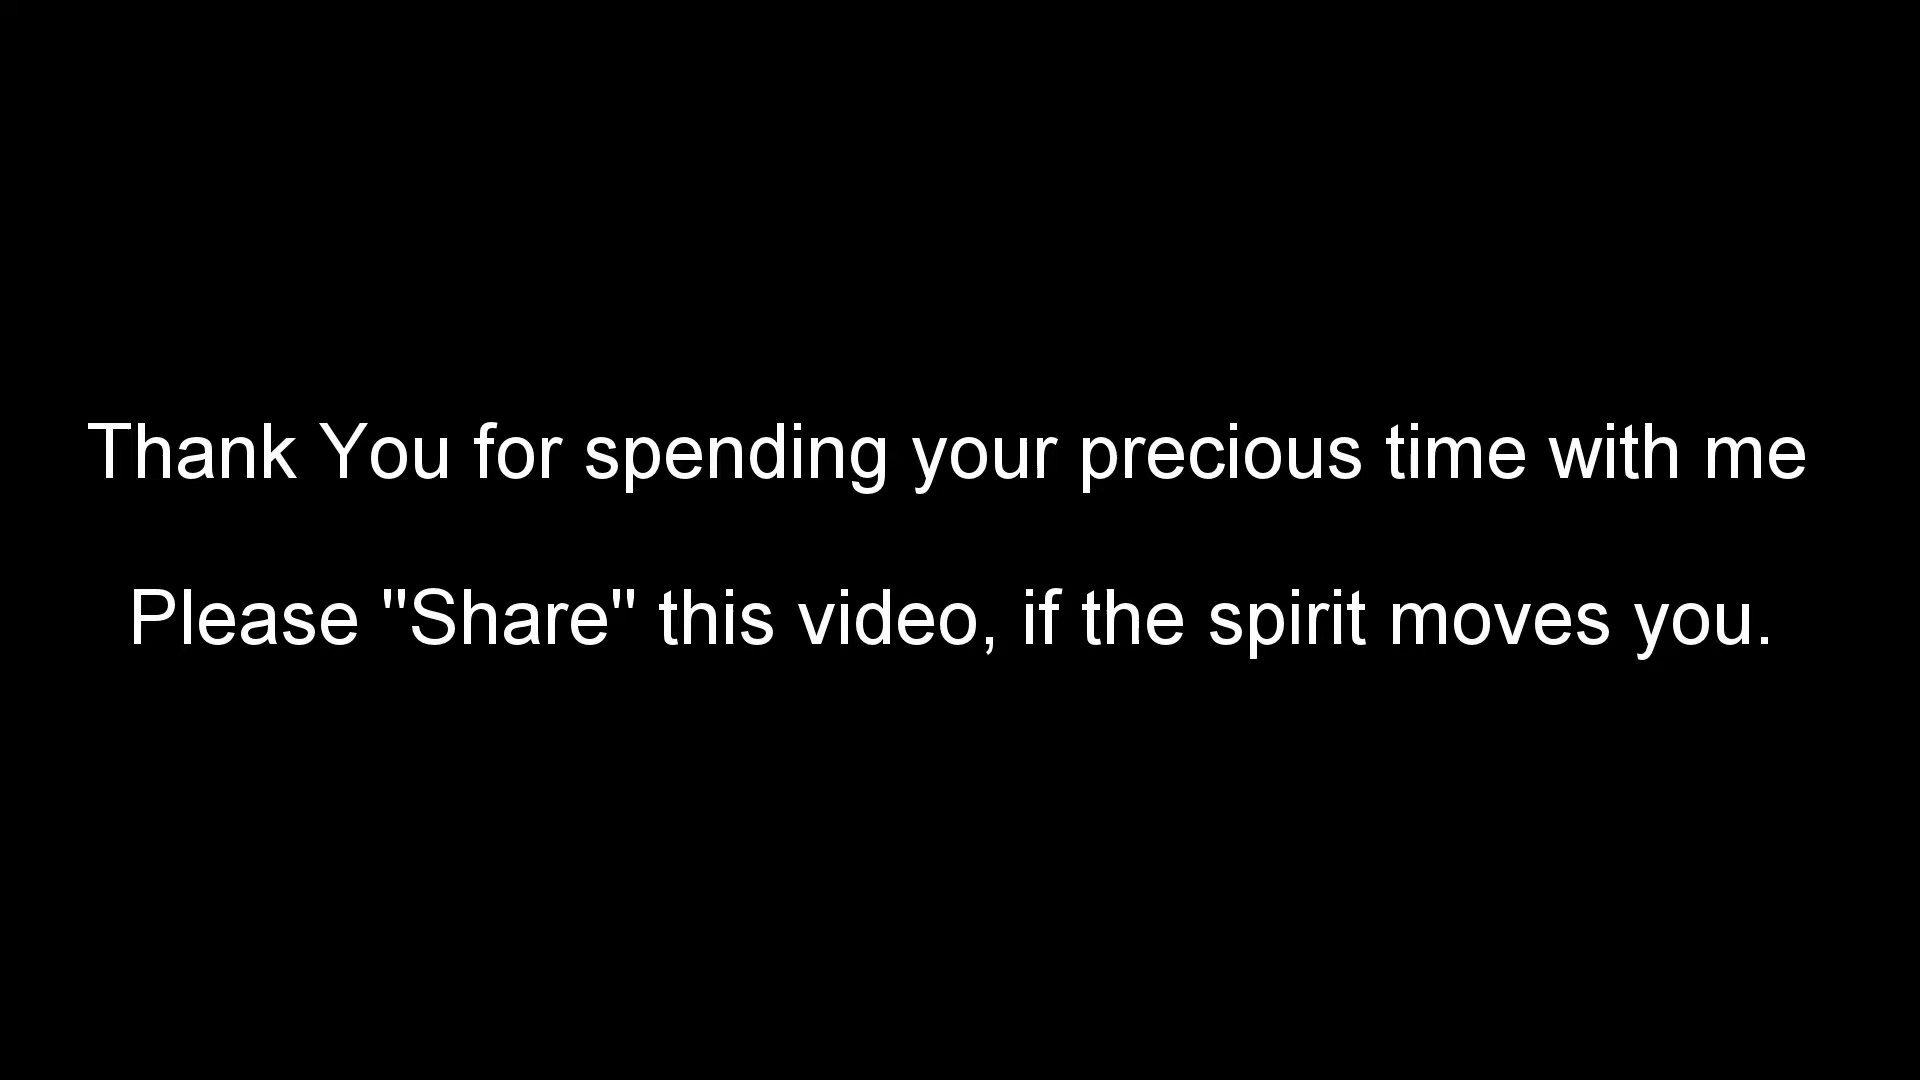 Thank You for spending your precious time with me
Please "Share" this video, if the spirit moves you.